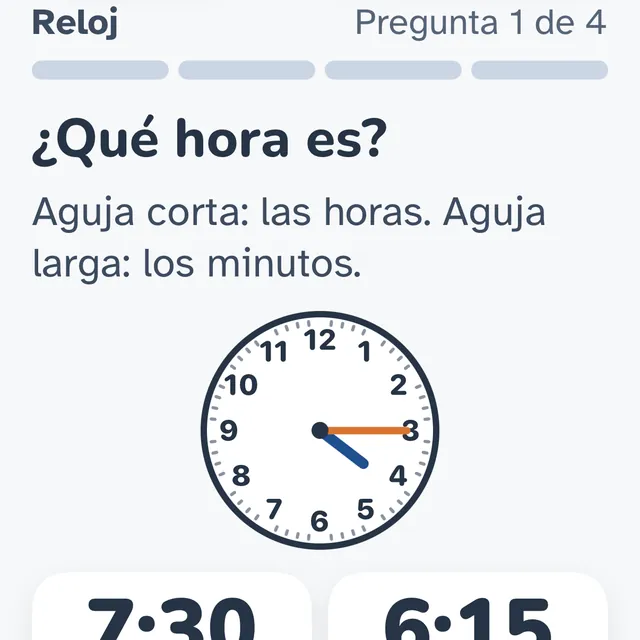 Reloj
Pregunta 1 de 4
¿Qué hora es?
Aguja corta: las horas. Aguja
larga: los minutos.
12
11
1
10
2
9
3
8
4
7
5
6
7:30
6:15